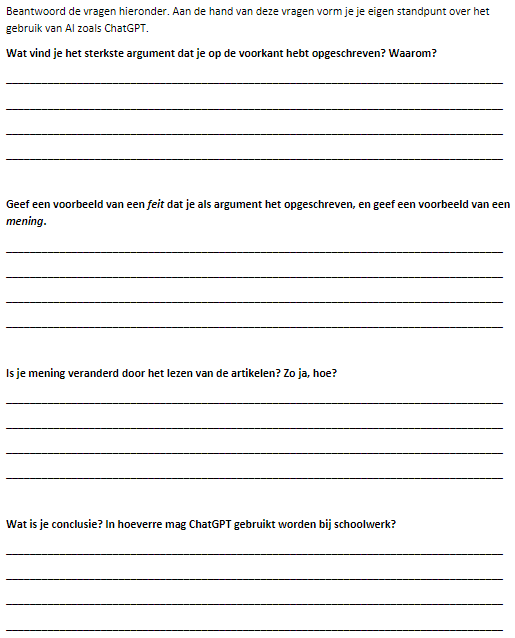 Beantwoord de vragen hieronder. Aan de hand van deze vragen vorm je je eigen standpunt over het
gebruik van AI zoals ChatGPT.
Wat vind je het sterkste argument dat je op de voorkant hebt opgeschreven? Waarom?
Geef een voorbeeld van een feit dat je als argument het opgeschreven, en geef een voorbeeld van een
mening.
Is je mening veranderd door het lezen van de artikelen? Zo ja, hoe?
Wat is je conclusie? In hoeverre mag ChatGPT gebruikt worden bij schoolwerk?